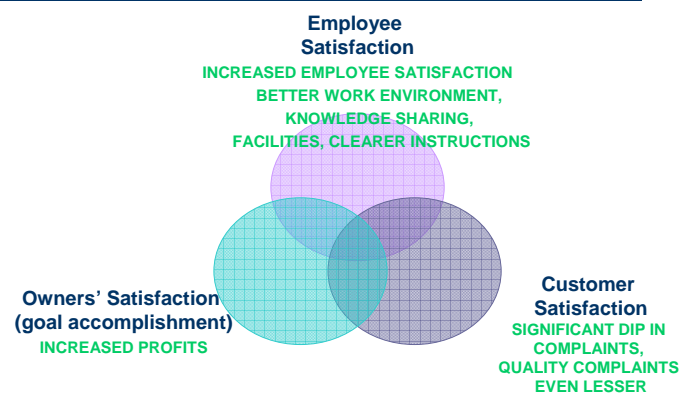 Employee
Satisfaction
INCREASED EMPLOYEE SATISFACTION
BETTER WORK ENVIRONMENT,
KNOWLEDGE SHARING,
FACILITIES, CLEARER INSTRUCTIONS
Owners' Satisfaction
(goal accomplishment)
INCREASED PROFITS
Customer
Satisfaction
SIGNIFICANT DIP IN
COMPLAINTS,
QUALITY COMPLAINTS
EVEN LESSER